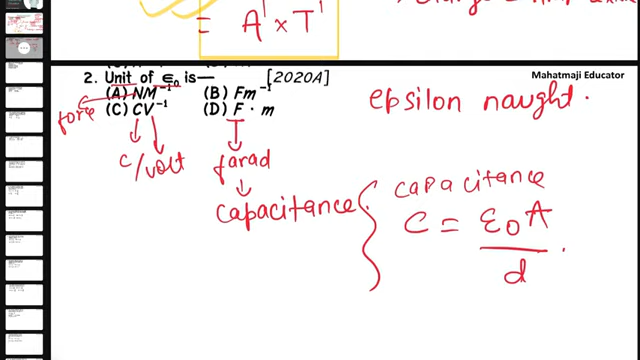 = A¹ × T¹
2. Unit of ε₀ is— [2020A]
Mahatmaji Educator
(A) NM⁻¹ (B) Fm⁻¹
(C) CV⁻¹ (D) F · m
force
epsilon naught.
C/volt
farad
capacitance
capacitance
C = ε₀A
d